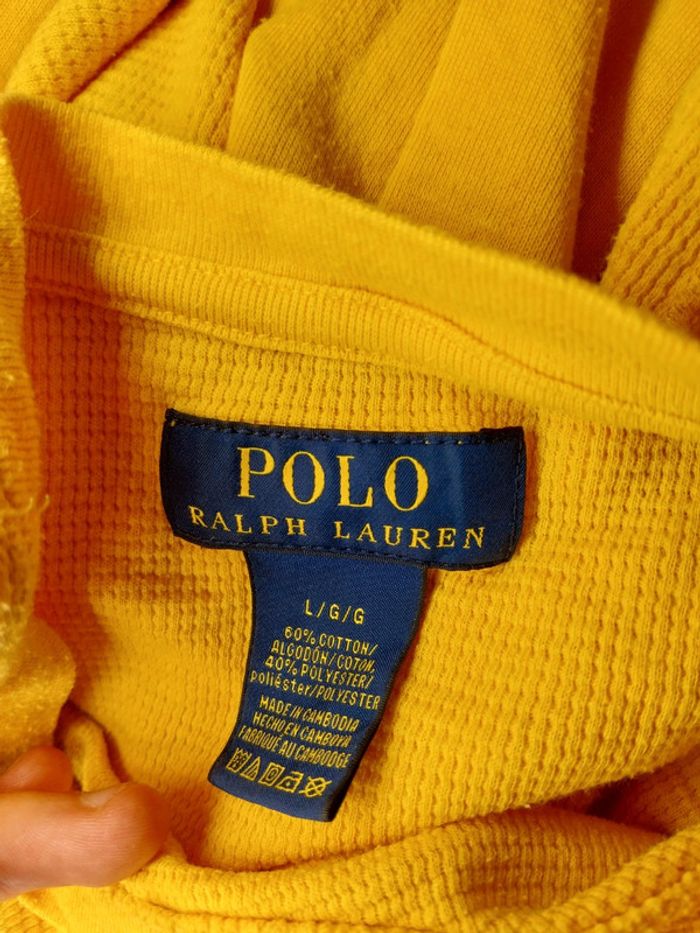 POLO
RALPH LAUREN
L/G/G
60% COTTON/
ALGODÓN/COTON,
40% POLYESTER/
poliéster/POLYESTER
MADE IN CAMBODIA
HECHO EN CAMBOYA
FABRIQUÉ AU CAMBODGE